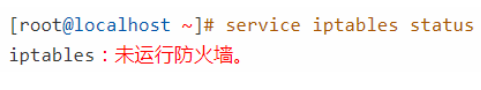 [root@localhost ~]# service iptables status
iptables：未运行防火墙。